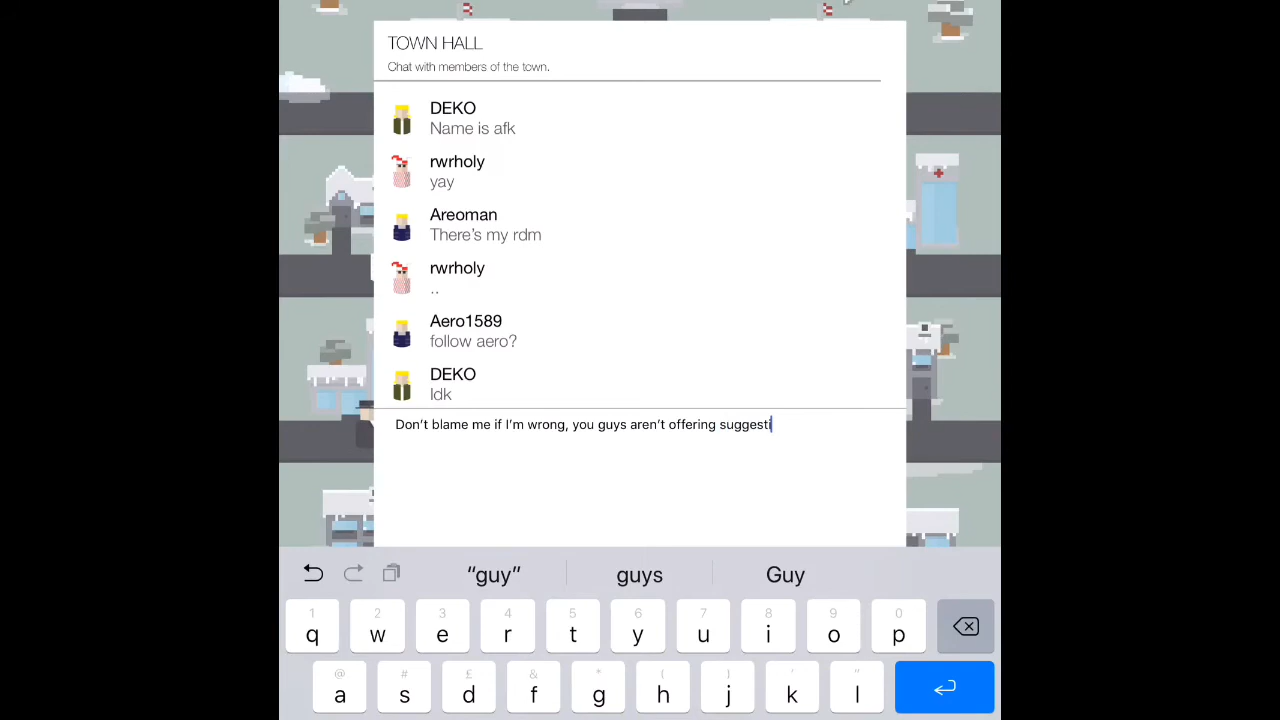 TOWN HALL
Chat with members of the town.
DEKO
Name is afk
rwrholy
yay
Areoman
There’s my rdm
rwrholy
..
Aero1589
follow aero?
DEKO
Idk
Don’t blame me if I’m wrong, you guys aren’t offering suggesti
“guy” guys Guy
1 2 3 4 5 6 7 8 9 0
q w e r t y u i o p
@ # £ & * ( ) ’ ”
a s d f g h j k l